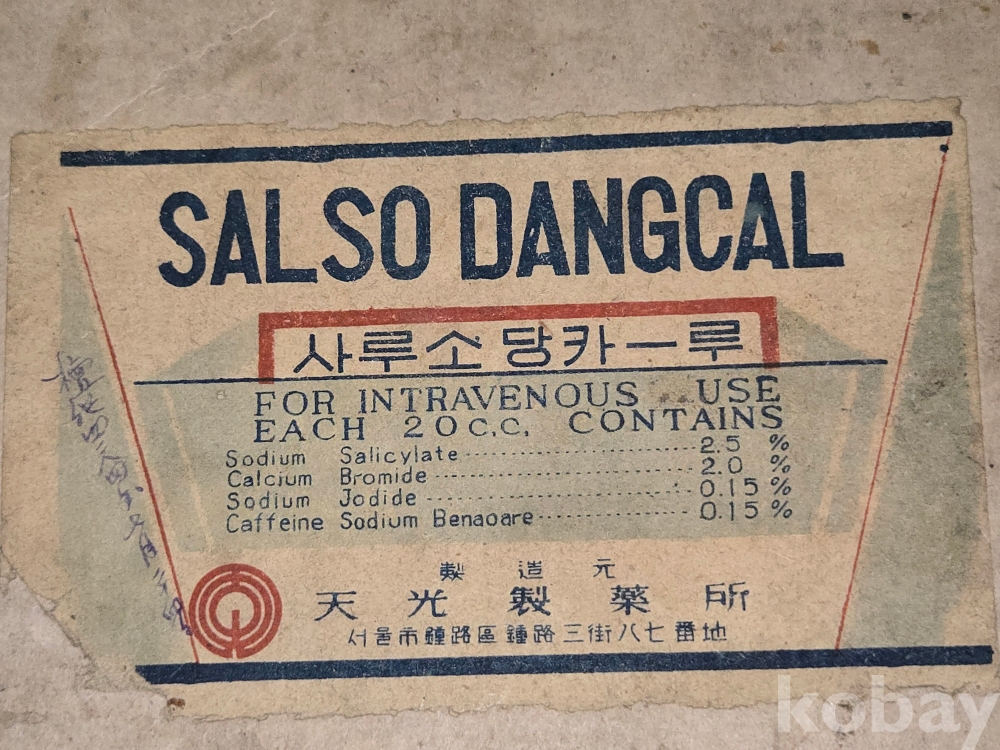 SALSO DANGCAL
사루소당카ー루
FOR INTRAVENOUS USE
EACH 20 C.C. CONTAINS
Sodium Salicylate 2.5 %
Calcium Bromide 2.0 %
Sodium Jodide 0.15 %
Caffeine Sodium Benaoare 0.15 %
製造元
天光製藥所
서울市鍾路區鍾路三街八七番地
kobay